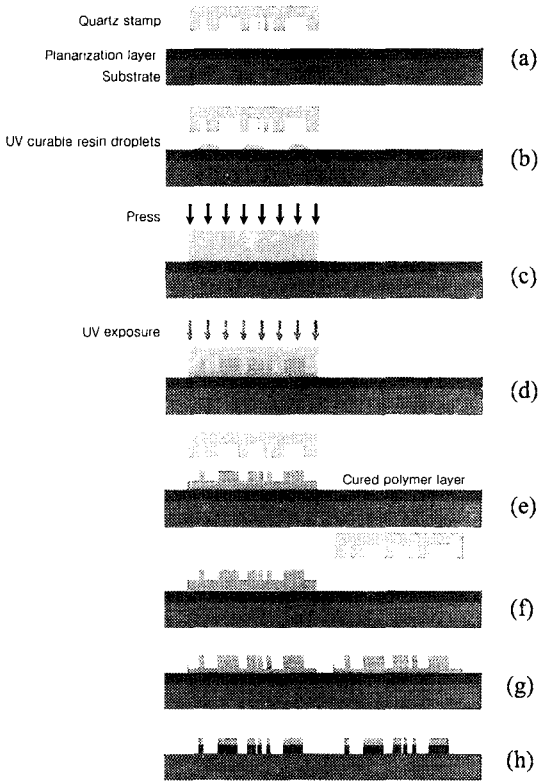 Quartz stamp
Planarization layer
Substrate
(a)
UV curable resin droplets
(b)
Press
(c)
UV exposure
(d)
Cured polymer layer
(e)
(f)
(g)
(h)